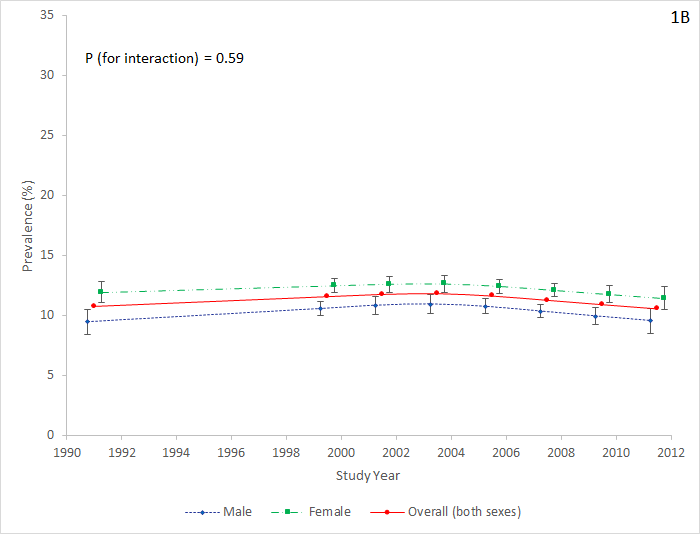 1B
P (for interaction) = 0.59
35
30
25
20
15
10
5
0
Prevalence (%)
1990 1992 1994 1996 1998 2000 2002 2004 2006 2008 2010 2012
Study Year
Male Female Overall (both sexes)